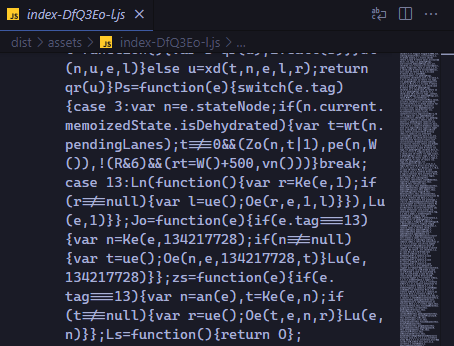 JS index-DfQ3Eo-l.js ×
dist > assets > JS index-DfQ3Eo-l.js > ...
(n,u,e,l)}else u=xd(t,n,e,l,r);return
qr(u)}Ps=function(e){switch(e.tag)
{case 3:var n=e.stateNode;if(n.current.
memoizedState.isDehydrated){var t=wt(n.
pendingLanes);t!==0&&(Zo(n,t|1),pe(n,W
()),!(R&6)&&(rt=W()+500,vn()))}break;
case 13:Ln(function(){var r=Ke(e,1);if
(r!==null){var l=ue();Oe(r,e,1,l)}}),Lu
(e,1)}};Jo=function(e){if(e.tag===13)
{var n=Ke(e,134217728);if(n!==null)
{var t=ue();Oe(n,e,134217728,t)}Lu(e,
134217728)}};zs=function(e){if(e.
tag===13){var n=an(e),t=Ke(e,n);if
(t!==null){var r=ue();Oe(t,e,n,r)}Lu(e,
n)}};Ls=function(){return O};